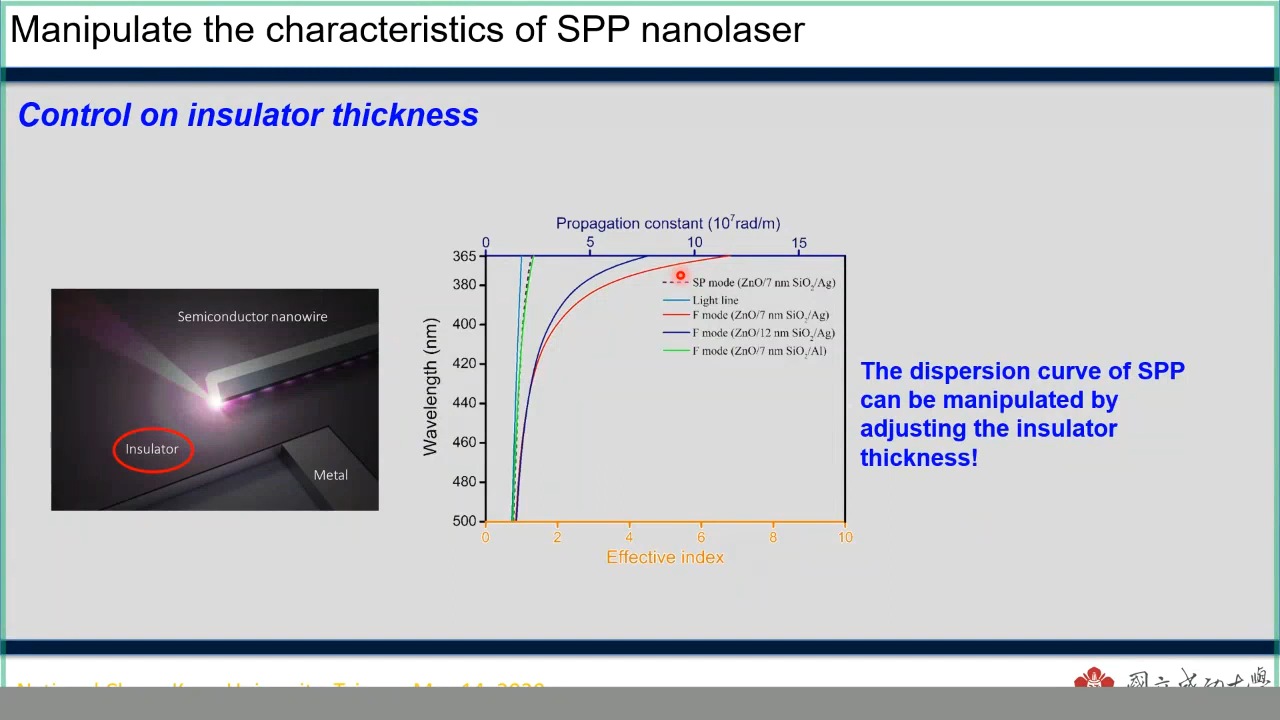 Manipulate the characteristics of SPP nanolaser
Control on insulator thickness
Semiconductor nanowire
Insulator
Metal
Propagation constant (10⁷rad/m)
0 5 10 15
Wavelength (nm)
365
380
400
420
440
460
480
500
SP mode (ZnO/7 nm SiO₂/Ag)
Light line
F mode (ZnO/7 nm SiO₂/Ag)
F mode (ZnO/12 nm SiO₂/Ag)
F mode (ZnO/7 nm SiO₂/Al)
0 2 4 6 8 10
Effective index
The dispersion curve of SPP
can be manipulated by
adjusting the insulator
thickness!
國立成功大學